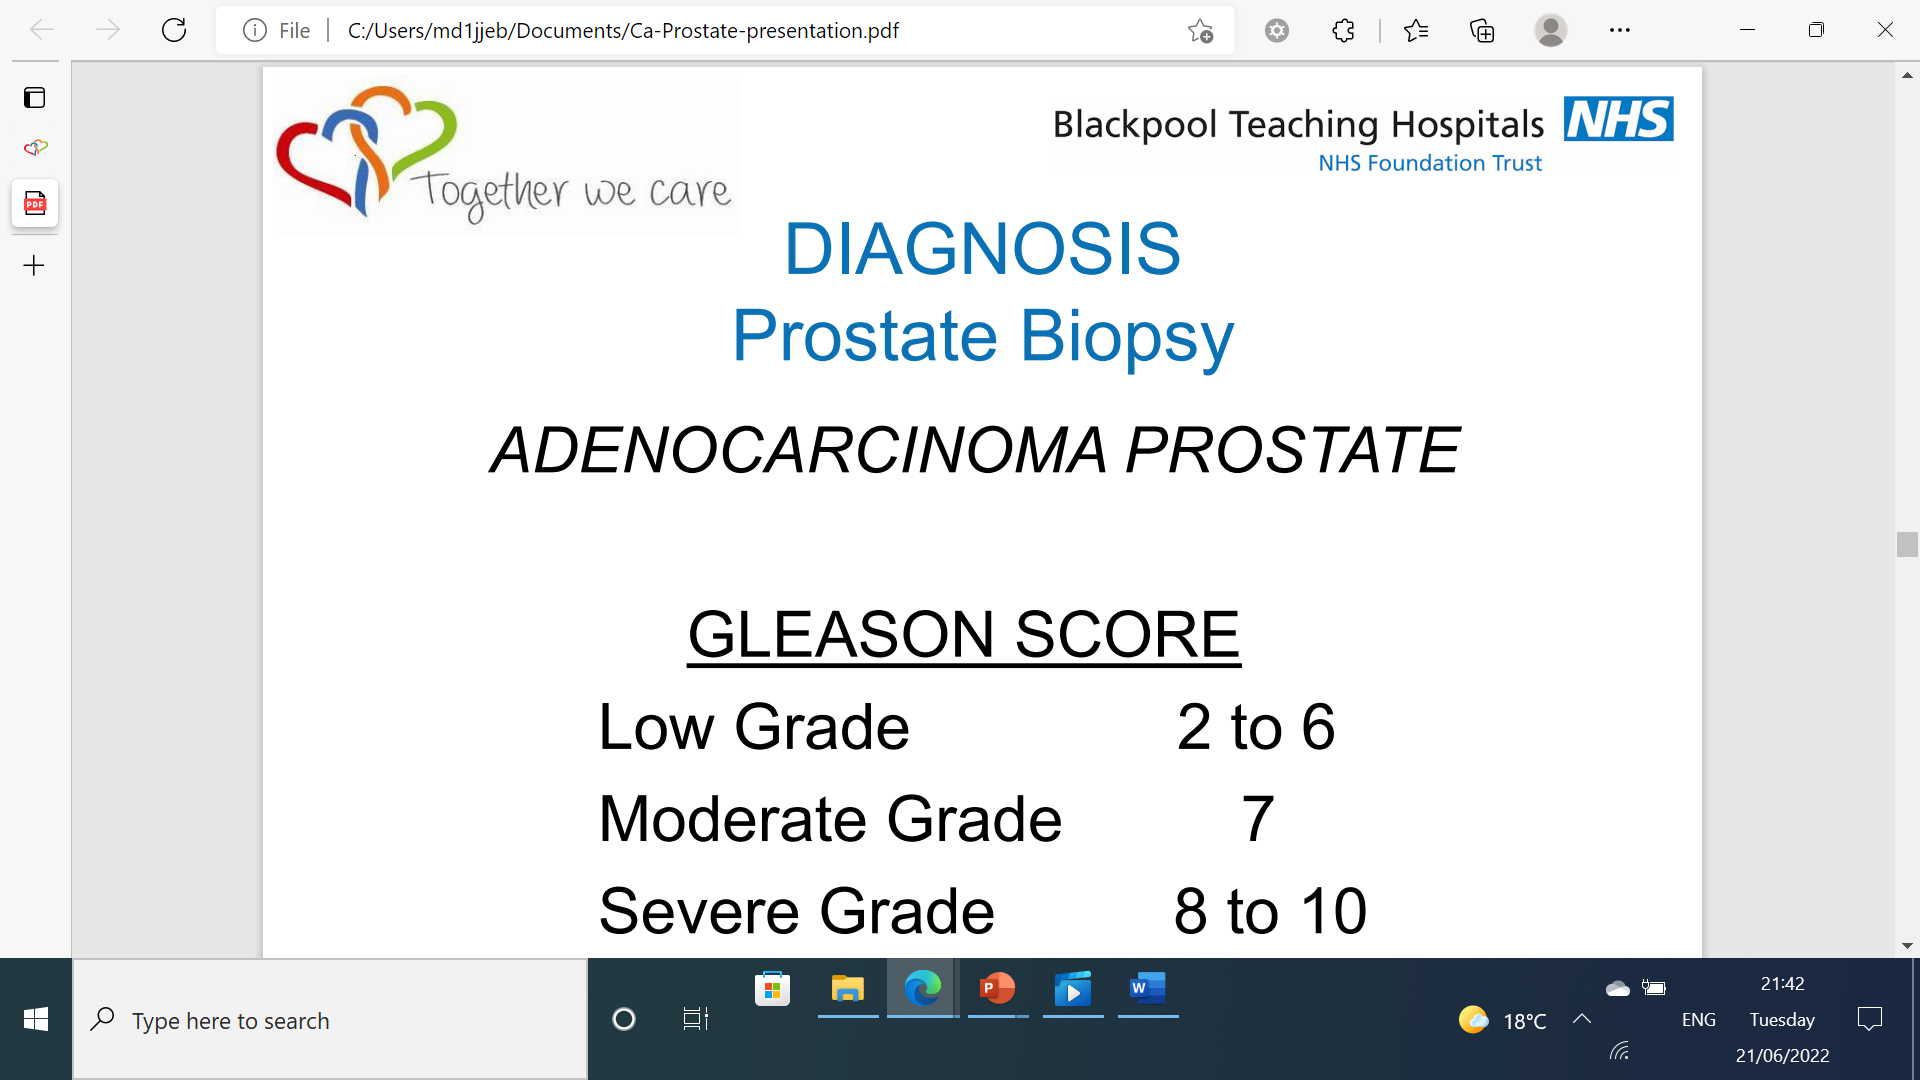 File
C:/Users/md1jjeb/Documents/Ca-Prostate-presentation.pdf
PDF
Together we care
Blackpool Teaching Hospitals NHS
NHS Foundation Trust
DIAGNOSIS
Prostate Biopsy
ADENOCARCINOMA PROSTATE
GLEASON SCORE
Low Grade 2 to 6
Moderate Grade 7
Severe Grade 8 to 10
Type here to search
P
W
18°C
ENG
21:42
Tuesday
21/06/2022